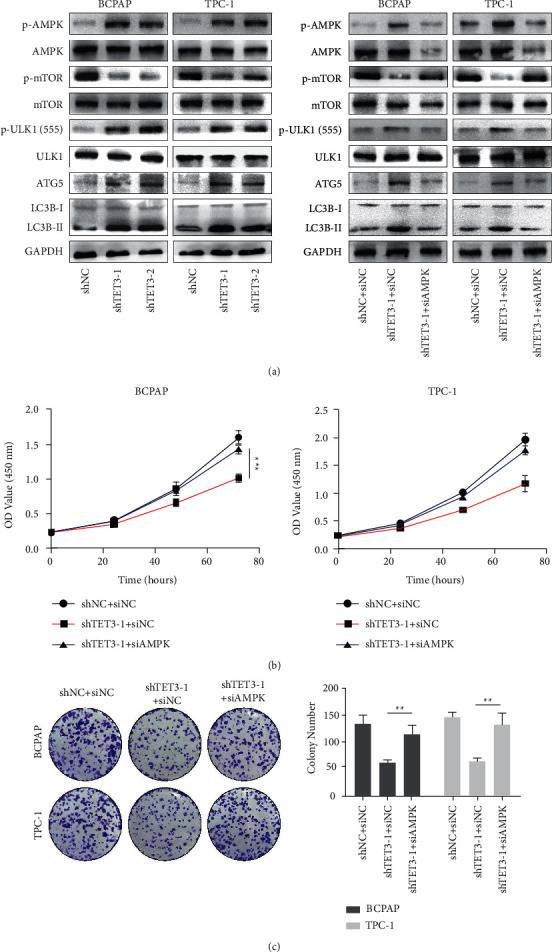 BCPAP
TPC-1
p-AMPK
AMPK
p-mTOR
mTOR
p-ULK1 (555)
ULK1
ATG5
LC3B-I
LC3B-II
GAPDH
shNC
shTET3-1
shTET3-2
shNC
shTET3-1
shTET3-2
BCPAP
TPC-1
p-AMPK
AMPK
p-mTOR
mTOR
p-ULK1 (555)
ULK1
ATG5
LC3B-I
LC3B-II
GAPDH
shNC+siNC
shTET3-1+siNC
shTET3-1+siAMPK
shNC+siNC
shTET3-1+siNC
shTET3-1+siAMPK
(a)
BCPAP
OD Value (450 nm)
2.0
1.5
1.0
0.5
0.0
0
20
40
60
80
***
Time (hours)
shNC+siNC
shTET3-1+siNC
shTET3-1+siAMPK
TPC-1
OD Value (450 nm)
2.5
2.0
1.5
1.0
0.5
0.0
0
20
40
60
80
Time (hours)
shNC+siNC
shTET3-1+siNC
shTET3-1+siAMPK
(b)
shNC+siNC
shTET3-1
+siNC
shTET3-1
+siAMPK
BCPAP
TPC-1
Colony Number
200
150
100
50
0
**
**
shNC+siNC
shTET3-1+siNC
shTET3-1+siAMPK
shNC+siNC
shTET3-1+siNC
shTET3-1+siAMPK
BCPAP
TPC-1
(c)